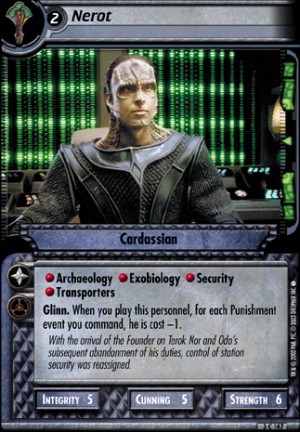 2 Nerot
Cardassian
Archaeology Exobiology Security
Transporters
Glinn. When you play this personnel, for each Punishment
event you command, he is cost –1.
With the arrival of the Founder on Terok Nor and Odo's
subsequent abandonment of his duties, control of station
security was reassigned.
INTEGRITY 5 CUNNING 5 STRENGTH 6